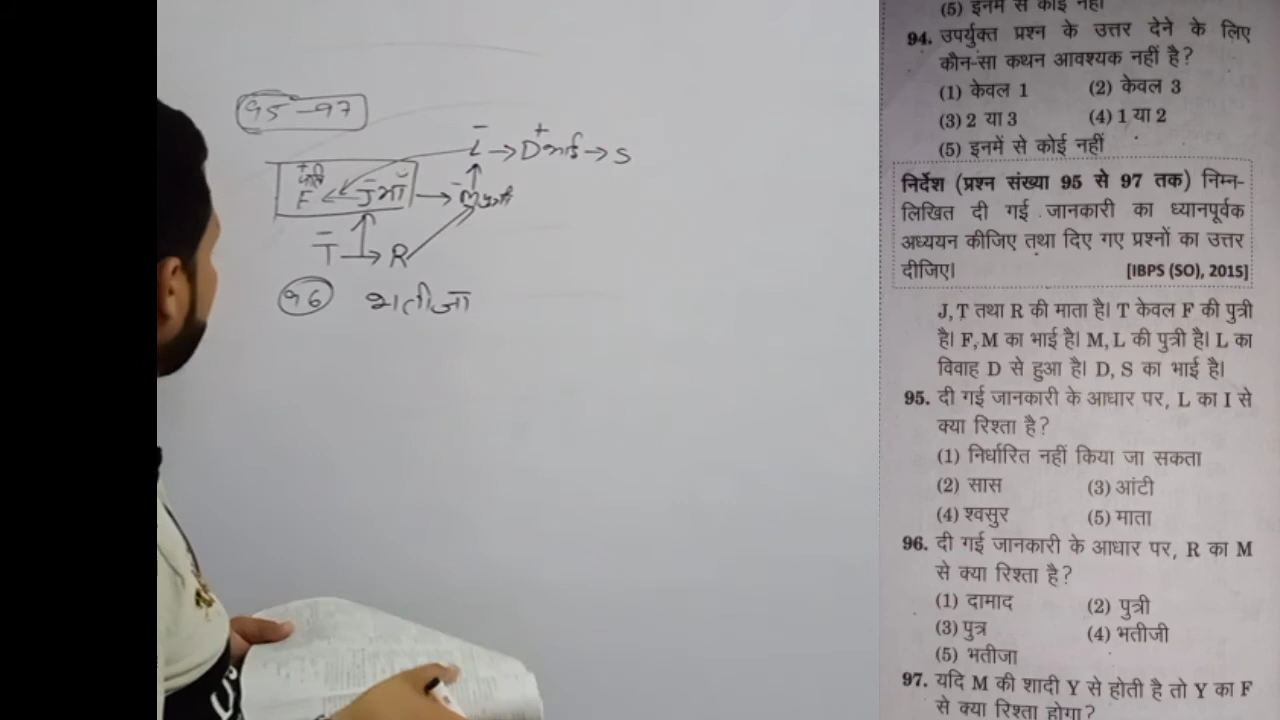 95-97
L → D भाई → S
पति
F ← J माँ → M पुत्री
T → R
96 भतीजा
(5) इनमें से कोई नहीं
94. उपर्युक्त प्रश्न के उत्तर देने के लिए
कौन-सा कथन आवश्यक नहीं है?
(1) केवल 1 (2) केवल 3
(3) 2 या 3 (4) 1 या 2
(5) इनमें से कोई नहीं
निर्देश (प्रश्न संख्या 95 से 97 तक) निम्न-
लिखित दी गई जानकारी का ध्यानपूर्वक
अध्ययन कीजिए तथा दिए गए प्रश्नों का उत्तर
दीजिए। [IBPS (SO), 2015]
J, T तथा R की माता है। T केवल F की पुत्री
है। F, M का भाई है। M, L की पुत्री है। L का
विवाह D से हुआ है। D, S का भाई है।
95. दी गई जानकारी के आधार पर, L का I से
क्या रिश्ता है?
(1) निर्धारित नहीं किया जा सकता
(2) सास (3) आंटी
(4) श्वसुर (5) माता
96. दी गई जानकारी के आधार पर, R का M
से क्या रिश्ता है?
(1) दामाद (2) पुत्री
(3) पुत्र (4) भतीजी
(5) भतीजा
97. यदि M की शादी Y से होती है तो Y का F
से क्या रिश्ता होगा?